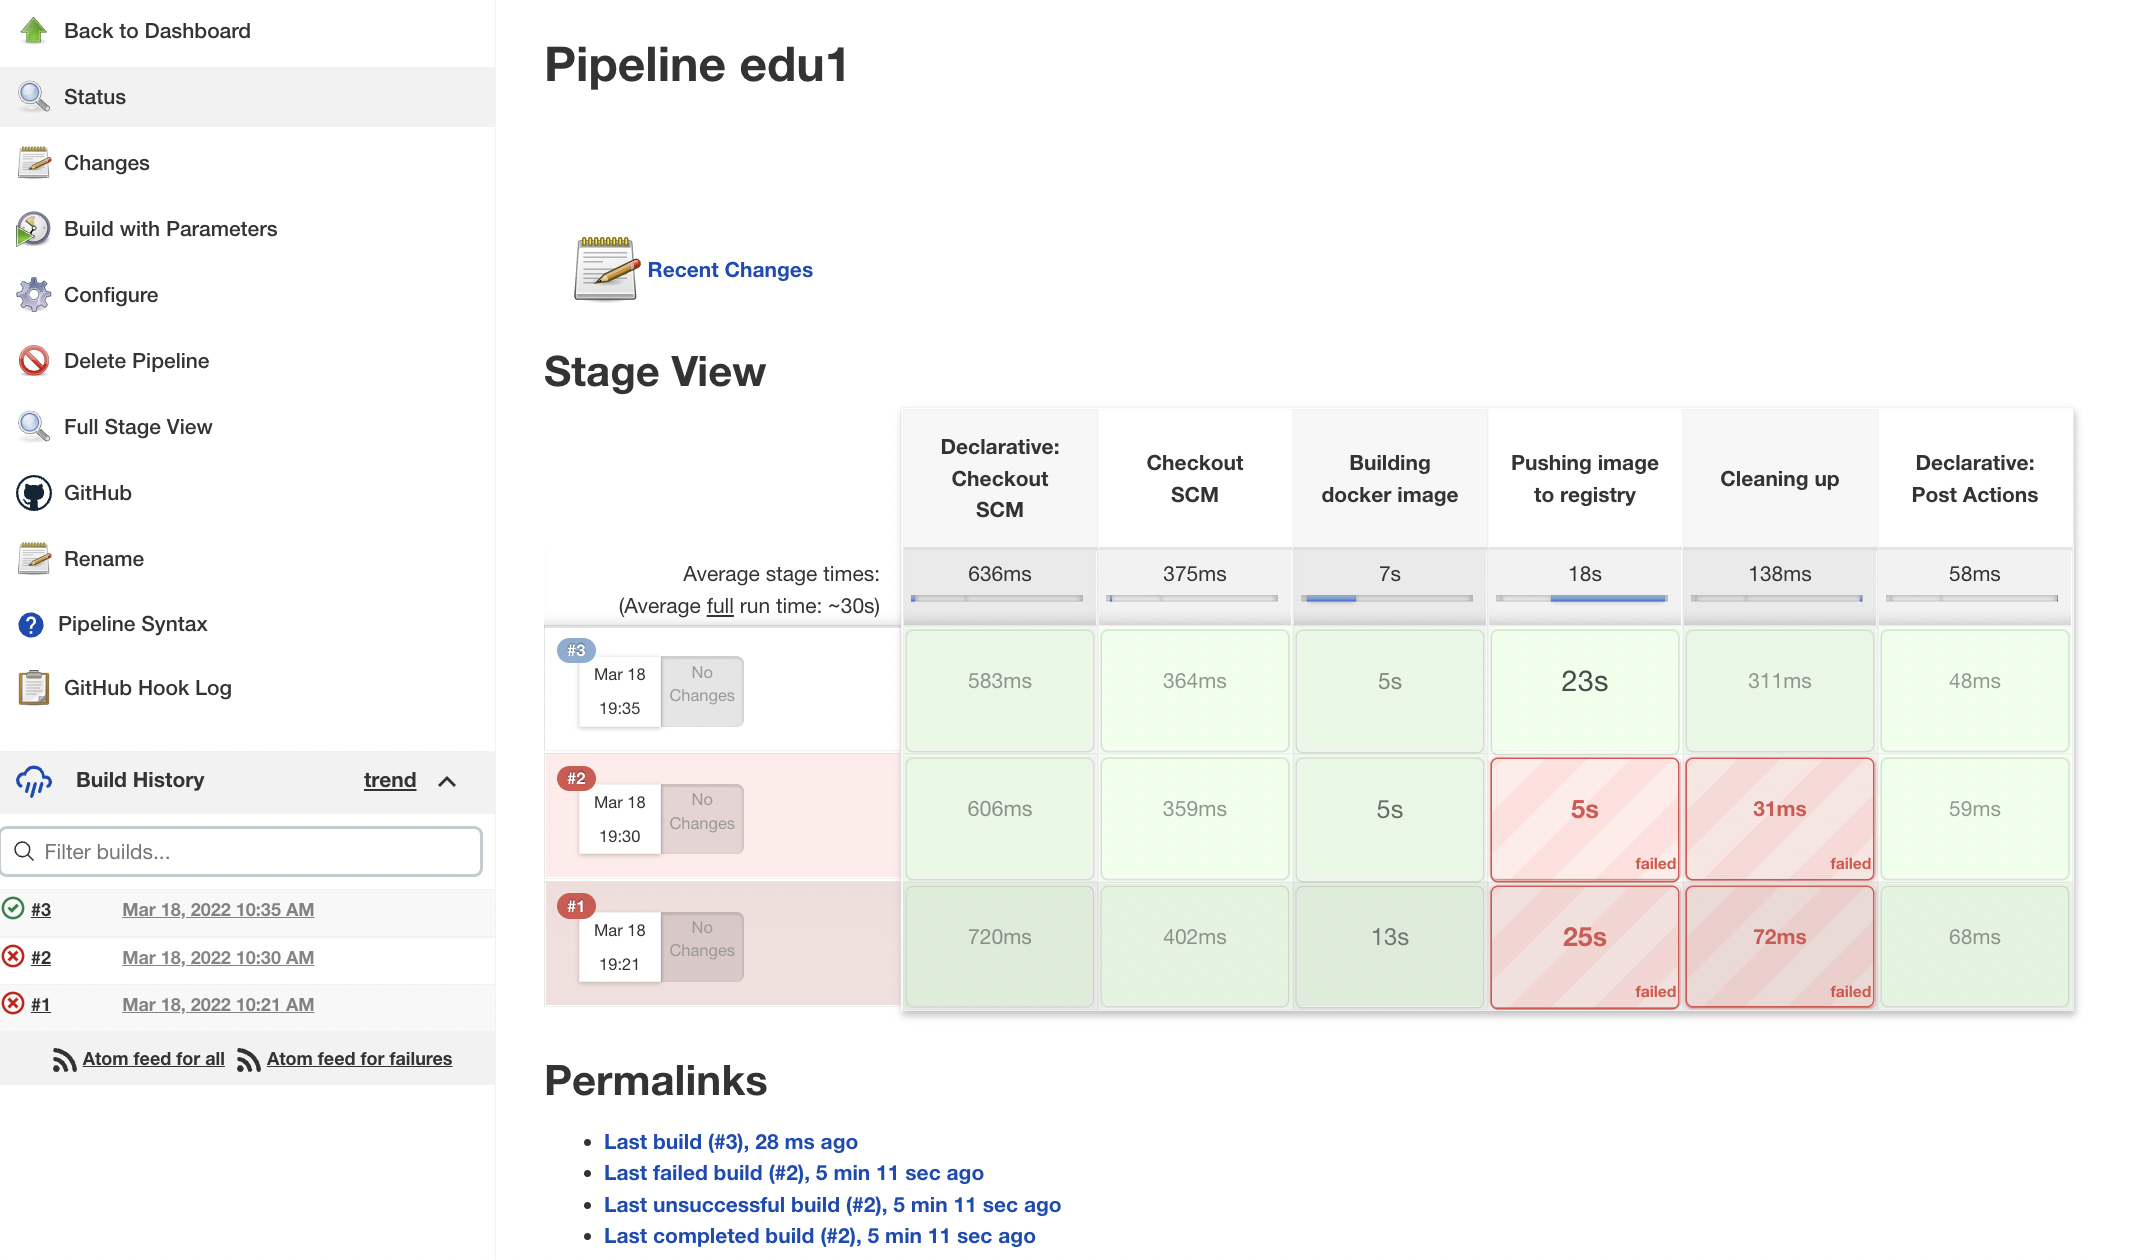 Back to Dashboard
Status
Changes
Build with Parameters
Configure
Delete Pipeline
Full Stage View
GitHub
Rename
? Pipeline Syntax
GitHub Hook Log
Build History trend
Filter builds...
#3 Mar 18, 2022 10:35 AM
#2 Mar 18, 2022 10:30 AM
#1 Mar 18, 2022 10:21 AM
Atom feed for all Atom feed for failures
Pipeline edu1
Recent Changes
Stage View
Declarative:
Checkout
SCM
Checkout
SCM
Building
docker image
Pushing image
to registry
Cleaning up
Declarative:
Post Actions
Average stage times:
(Average full run time: ~30s)
636ms 375ms 7s 18s 138ms 58ms
#3
Mar 18
19:35
No
Changes
583ms 364ms 5s 23s 311ms 48ms
#2
Mar 18
19:30
No
Changes
606ms 359ms 5s 5s 31ms 59ms
failed failed
#1
Mar 18
19:21
No
Changes
720ms 402ms 13s 25s 72ms 68ms
failed failed
Permalinks
Last build (#3), 28 ms ago
Last failed build (#2), 5 min 11 sec ago
Last unsuccessful build (#2), 5 min 11 sec ago
Last completed build (#2), 5 min 11 sec ago